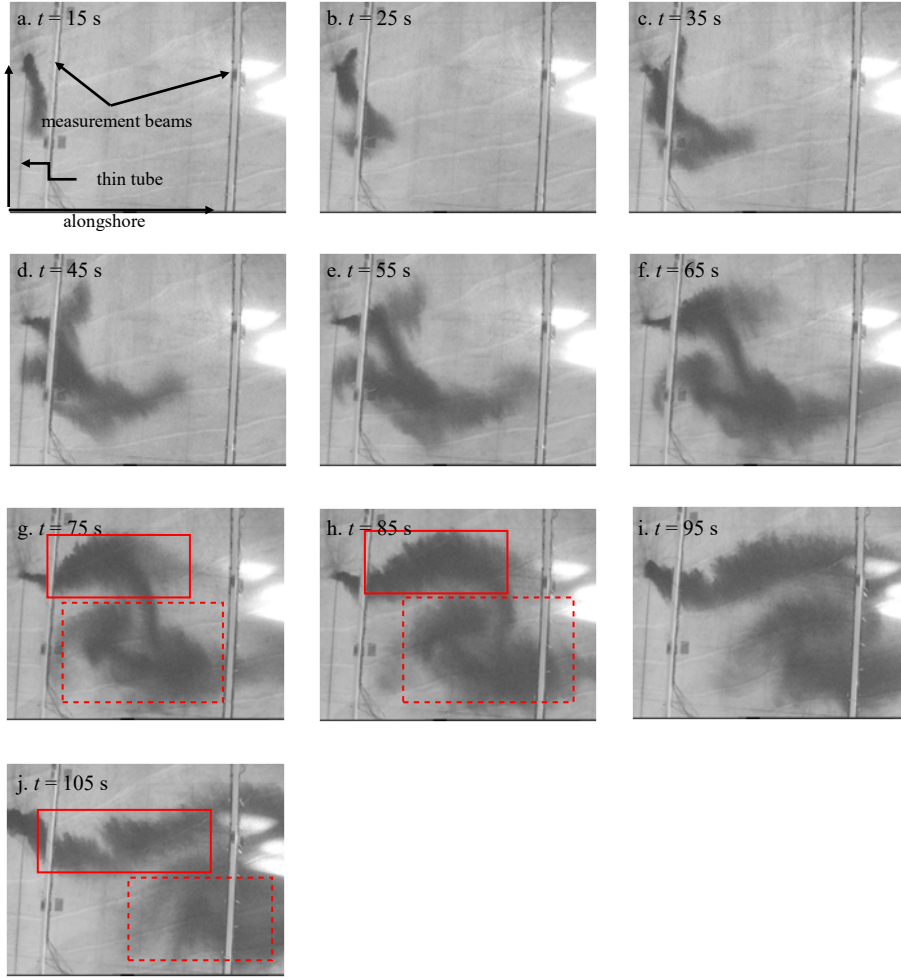 a. t = 15 s
b. t = 25 s
c. t = 35 s
measurement beams
thin tube
alongshore
d. t = 45 s
e. t = 55 s
f. t = 65 s
g. t = 75 s
h. t = 85 s
i. t = 95 s
j. t = 105 s